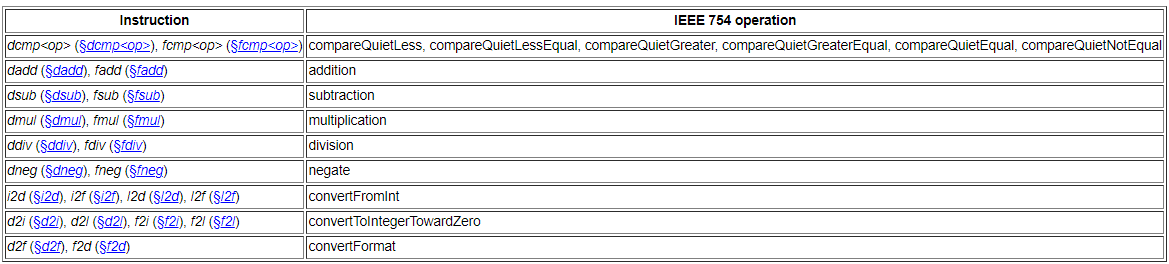 Instruction IEEE 754 operation
dcmp<op> (§dcmp<op>), fcmp<op> (§fcmp<op>) compareQuietLess, compareQuietLessEqual, compareQuietGreater, compareQuietGreaterEqual, compareQuietEqual, compareQuietNotEqual
dadd (§dadd), fadd (§fadd) addition
dsub (§dsub), fsub (§fsub) subtraction
dmul (§dmul), fmul (§fmul) multiplication
ddiv (§ddiv), fdiv (§fdiv) division
dneg (§dneg), fneg (§fneg) negate
i2d (§i2d), i2f (§i2f), l2d (§l2d), l2f (§l2f) convertFromInt
d2i (§d2i), d2l (§d2l), f2i (§f2i), f2l (§f2l) convertToIntegerTowardZero
d2f (§d2f), f2d (§f2d) convertFormat